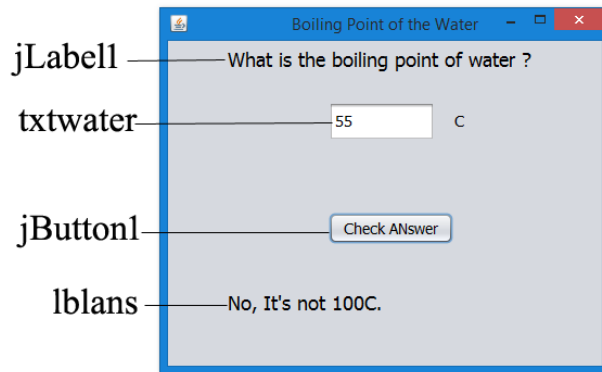 Boiling Point of the Water
jLabel1 What is the boiling point of water ?
txtwater 55 C
jButton1 Check ANswer
lblans No, It's not 100C.